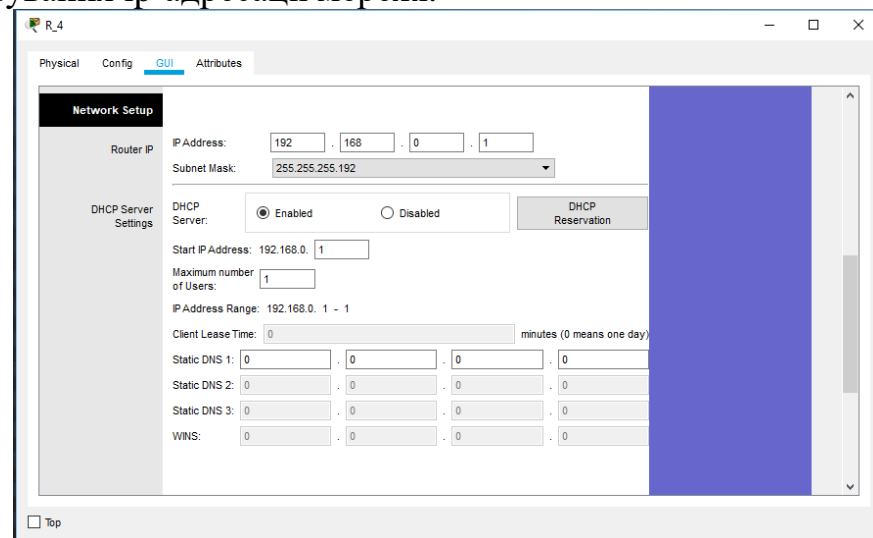 R_4
Physical Config GUI Attributes
Network Setup
Router IP
IP Address: 192 . 168 . 0 . 1
Subnet Mask: 255.255.255.192
DHCP Server Settings
DHCP Server: Enabled Disabled DHCP Reservation
Start IP Address: 192.168.0. 1
Maximum number of Users: 1
IP Address Range: 192.168.0. 1 - 1
Client Lease Time: 0 minutes (0 means one day)
Static DNS 1: 0 . 0 . 0 . 0
Static DNS 2: 0 . 0 . 0 . 0
Static DNS 3: 0 . 0 . 0 . 0
WINS: 0 . 0 . 0 . 0
Top